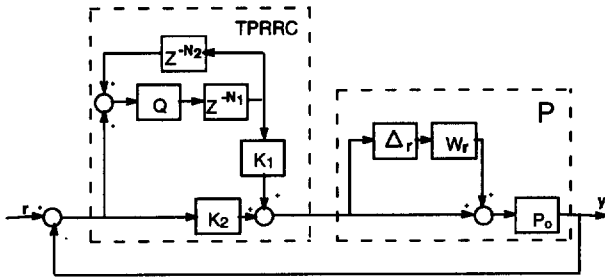 TPRRC
Z^-N2
+
Q
Z^-N1
+
P
Δr
Wr
K1
+
+
r
+
K2
+
+
Po
y
-